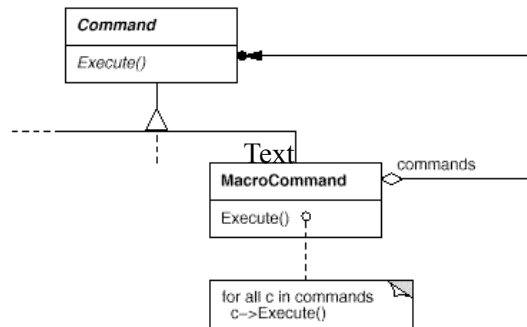 Command
Execute()
Text
commands
MacroCommand
Execute()
for all c in commands
c->Execute()